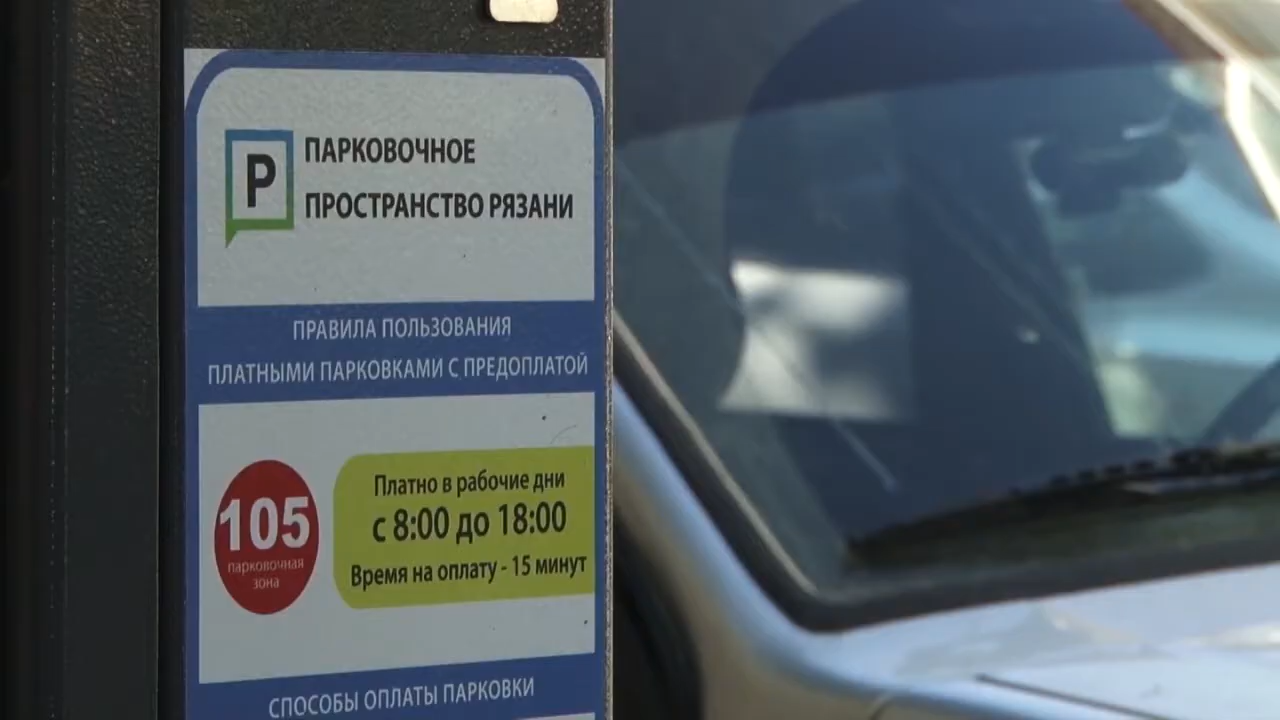 P
ПАРКОВОЧНОЕ
ПРОСТРАНСТВО РЯЗАНИ
ПРАВИЛА ПОЛЬЗОВАНИЯ
ПЛАТНЫМИ ПАРКОВКАМИ С ПРЕДОПЛАТОЙ
105
парковочная
зона
Платно в рабочие дни
с 8:00 до 18:00
Время на оплату - 15 минут
СПОСОБЫ ОПЛАТЫ ПАРКОВКИ